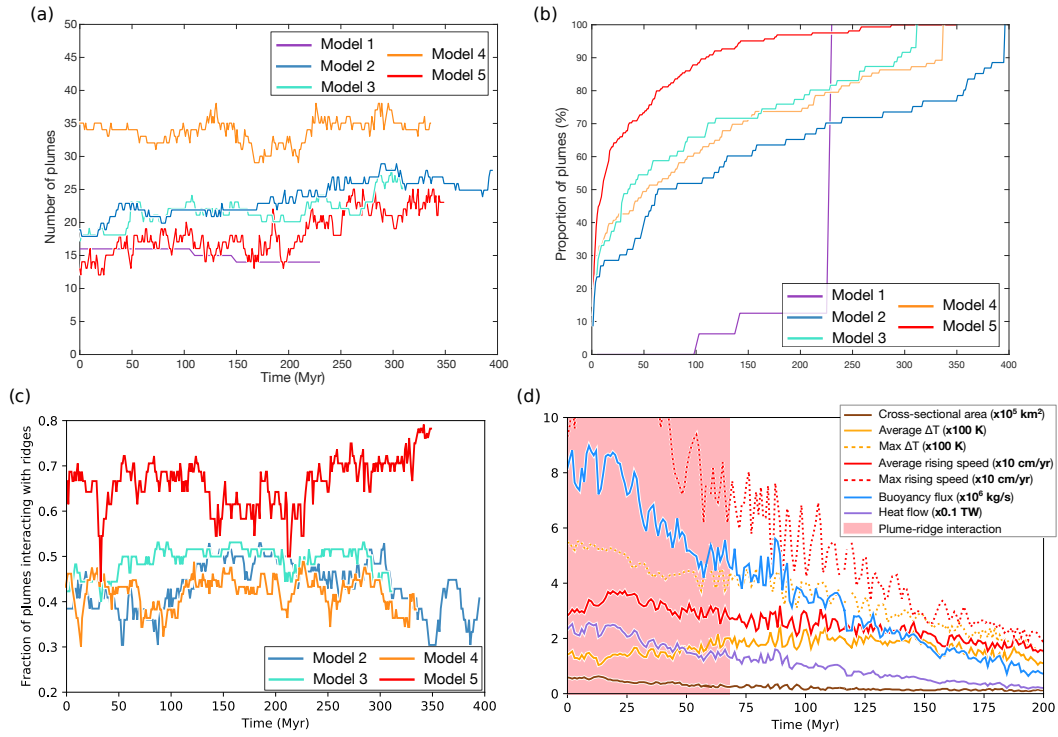 (a)
50
45
40
35
30
25
20
15
10
5
0
Number of plumes
0 50 100 150 200 250 300 350 400
Time (Myr)
Model 1
Model 2
Model 3
Model 4
Model 5
(b)
100
90
80
70
60
50
40
30
20
10
0
Proportion of plumes (%)
0 50 100 150 200 250 300 350 400
Time (Myr)
Model 1
Model 2
Model 3
Model 4
Model 5
(c)
0.8
0.7
0.6
0.5
0.4
0.3
0.2
Fraction of plumes interacting with ridges
0 50 100 150 200 250 300 350 400
Time (Myr)
Model 2
Model 3
Model 4
Model 5
(d)
10
8
6
4
2
0
0 25 50 75 100 125 150 175 200
Time (Myr)
Cross-sectional area (x10⁵ km²)
Average ΔT (x100 K)
Max ΔT (x100 K)
Average rising speed (x10 cm/yr)
Max rising speed (x10 cm/yr)
Buoyancy flux (x10⁶ kg/s)
Heat flow (x0.1 TW)
Plume-ridge interaction